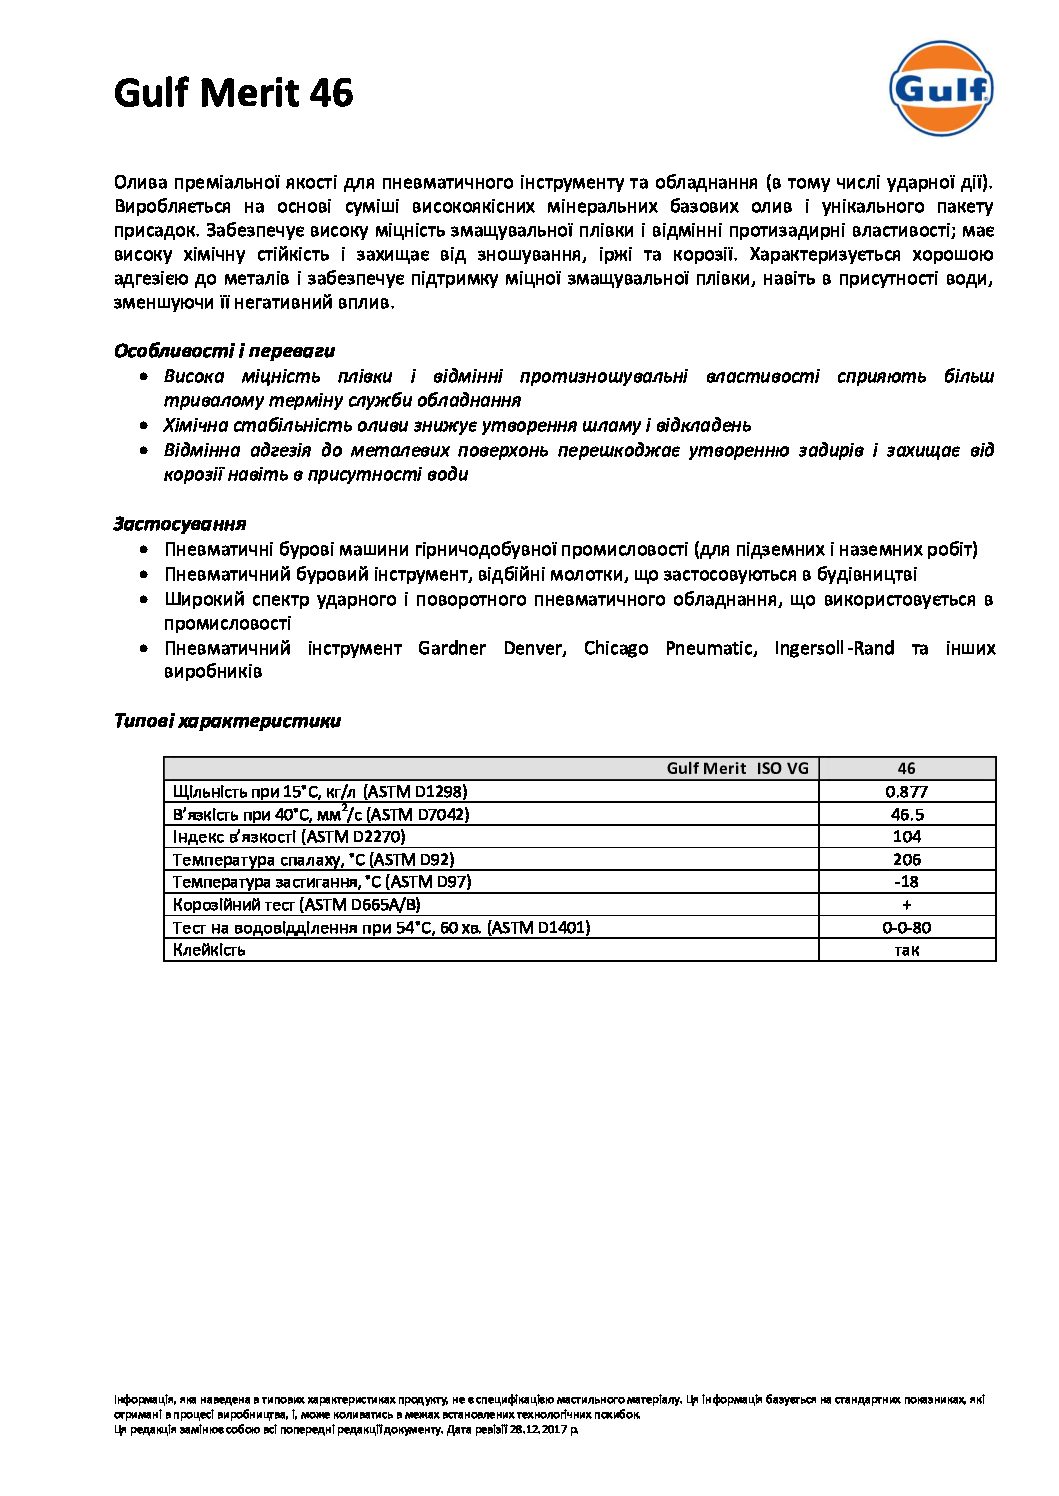 Gulf Merit 46
Gulf
Олива преміальної якості для пневматичного інструменту та обладнання (в тому числі ударної дії).
Виробляється на основі суміші високоякісних мінеральних базових олив і унікального пакету
присадок. Забезпечує високу міцність змащувальної плівки і відмінні протизадирні властивості; має
високу хімічну стійкість і захищає від зношування, іржі та корозії. Характеризується хорошою
адгезією до металів і забезпечує підтримку міцної змащувальної плівки, навіть в присутності води,
зменшуючи її негативний вплив.
Особливості і переваги
• Висока міцність плівки і відмінні протизношувальні властивості сприяють більш
тривалому терміну служби обладнання
• Хімічна стабільність оливи знижує утворення шламу і відкладень
• Відмінна адгезія до металевих поверхонь перешкоджає утворенню задирів і захищає від
корозії навіть в присутності води
Застосування
• Пневматичні бурові машини гірничодобувної промисловості (для підземних і наземних робіт)
• Пневматичний буровий інструмент, відбійні молотки, що застосовуються в будівництві
• Широкий спектр ударного і поворотного пневматичного обладнання, що використовується в
промисловості
• Пневматичний інструмент Gardner Denver, Chicago Pneumatic, Ingersoll-Rand та інших
виробників
Типові характеристики
Gulf Merit ISO VG 46
Щільність при 15˚С, кг/л (ASTM D1298) 0.877
В’язкість при 40˚С, мм²/с (ASTM D7042) 46.5
Індекс в’язкості (ASTM D2270) 104
Температура спалаху, ˚С (ASTM D92) 206
Температура застигання, ˚С (ASTM D97) -18
Корозійний тест (ASTM D665A/B) +
Тест на водовідділення при 54˚С, 60 хв. (ASTM D1401) 0-0-80
Клейкість так
Інформація, яка наведена в типових характеристиках продукту, не є специфікацією мастильного матеріалу. Ця інформація базується на стандартних показниках, які
отримані в процесі виробництва, і, може коливатись в межах встановлених технологічних похибок.
Ця редакція замінює собою всі попередні редакції документу. Дата ревізії 28.12.2017 р.